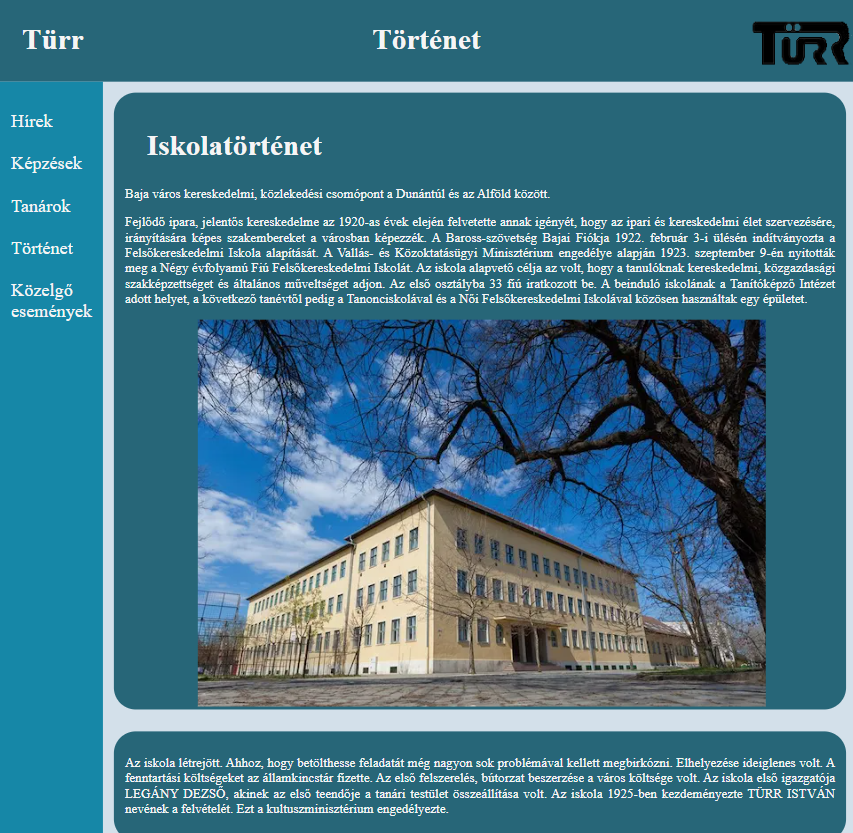 Türr
Történet
TÜRR
Hírek
Képzések
Tanárok
Történet
Közelgő
események
Iskolatörténet
Baja város kereskedelmi, közlekedési csomópont a Dunántúl és az Alföld között.
Fejlődő ipara, jelentős kereskedelme az 1920-as évek elején felvetette annak igényét, hogy az ipari és kereskedelmi élet szervezésére,
irányítására képes szakembereket a városban képezzék. A Baross-szövetség Bajai Fiókja 1922. február 3-i ülésén indítványozta a
Felsőkereskedelmi Iskola alapítását. A Vallás- és Közoktatásügyi Minisztérium engedélye alapján 1923. szeptember 9-én nyitották
meg a Négy évfolyamú Fiú Felsőkereskedelmi Iskolát. Az iskola alapvető célja az volt, hogy a tanulóknak kereskedelmi, közgazdasági
szakképzettséget és általános műveltséget adjon. Az első osztályba 33 fiú iratkozott be. A beinduló iskolának a Tanítóképző Intézet
adott helyet, a következő tanévtől pedig a Tanonciskolával és a Női Felsőkereskedelmi Iskolával közösen használtak egy épületet.
Az iskola létrejött. Ahhoz, hogy betölthesse feladatát még nagyon sok problémával kellett megbirkózni. Elhelyezése ideiglenes volt. A
fenntartási költségeket az államkincstár fizette. Az első felszerelés, bútorzat beszerzése a város költsége volt. Az iskola első igazgatója
LEGÁNY DEZSŐ, akinek az első teendője a tanári testület összeállítása volt. Az iskola 1925-ben kezdeményezte TÜRR ISTVÁN
nevének a felvételét. Ezt a kultuszminisztérium engedélyezte.